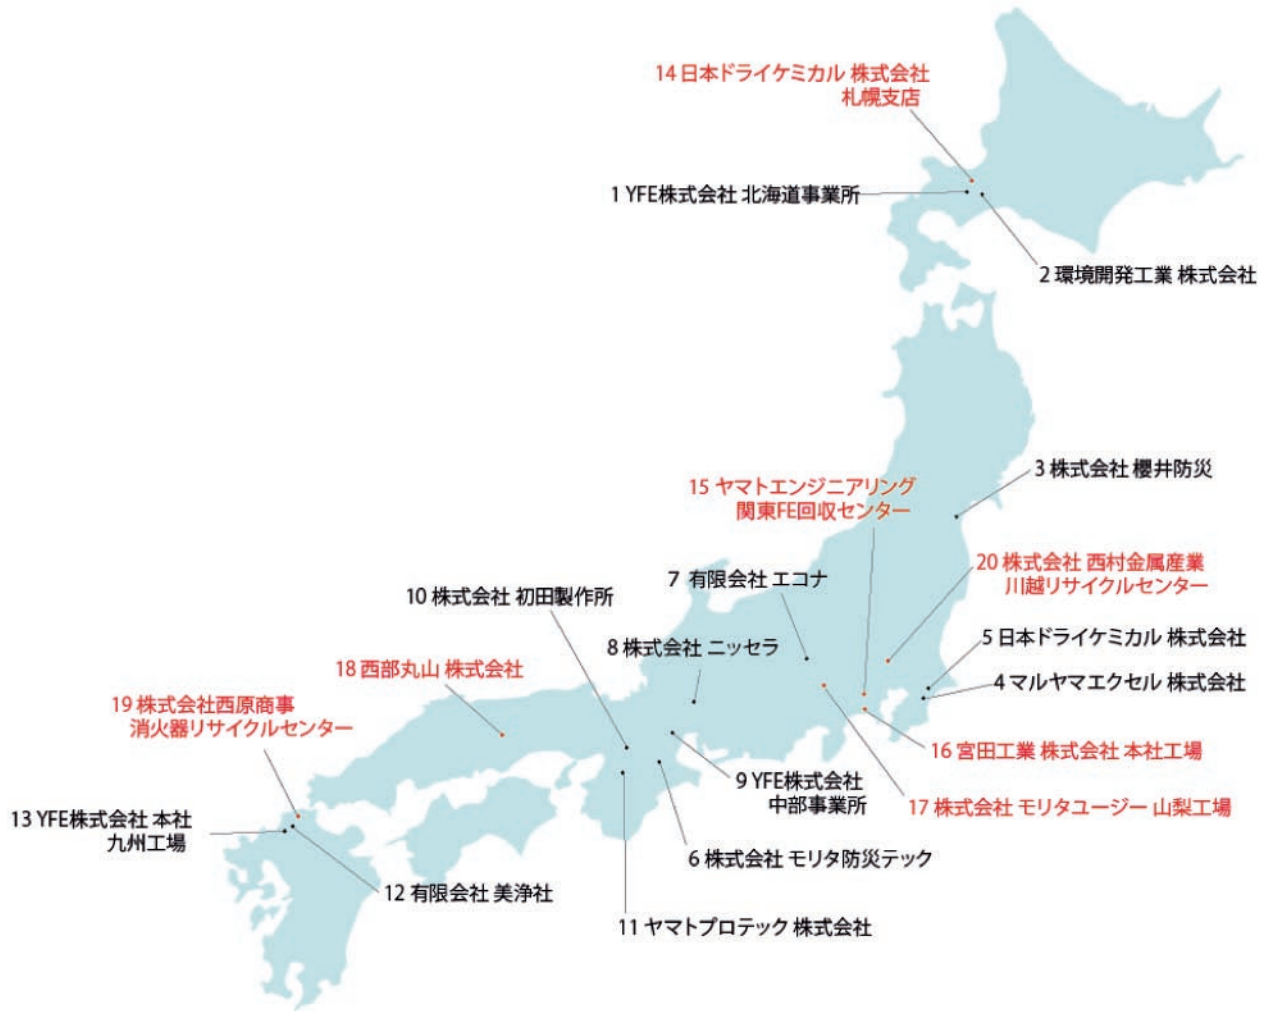 14 日本ドライケミカル 株式会社
札幌支店
1 YFE株式会社 北海道事業所
2 環境開発工業 株式会社
3 株式会社 櫻井防災
15 ヤマトエンジニアリング
関東FE回収センター
20 株式会社 西村金属産業
川越リサイクルセンター
7 有限会社 エコナ
10 株式会社 初田製作所
5 日本ドライケミカル 株式会社
8 株式会社 ニッセラ
18 西部丸山 株式会社
4 マルヤマエクセル 株式会社
19 株式会社西原商事
消火器リサイクルセンター
16 宮田工業 株式会社 本社工場
9 YFE株式会社
中部事業所
17 株式会社 モリタユージー 山梨工場
13 YFE株式会社 本社
九州工場
6 株式会社 モリタ防災テック
12 有限会社 美浄社
11 ヤマトプロテック 株式会社